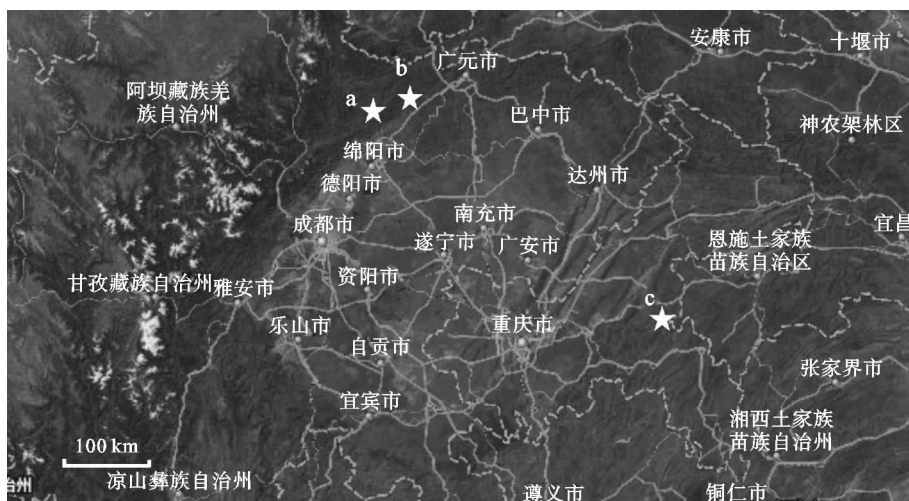 安康市
十堰市
广元市
b
a
阿坝藏族羌
族自治州
巴中市
神农架林区
绵阳市
达州市
德阳市
南充市
成都市
遂宁市
广安市
恩施土家族
苗族自治区
宜昌
甘孜藏族自治州
雅安市
资阳市
c
乐山市
重庆市
自贡市
张家界市
宜宾市
湘西土家族
苗族自治州
100 km
治州
凉山彝族自治州
遵义市
铜仁市